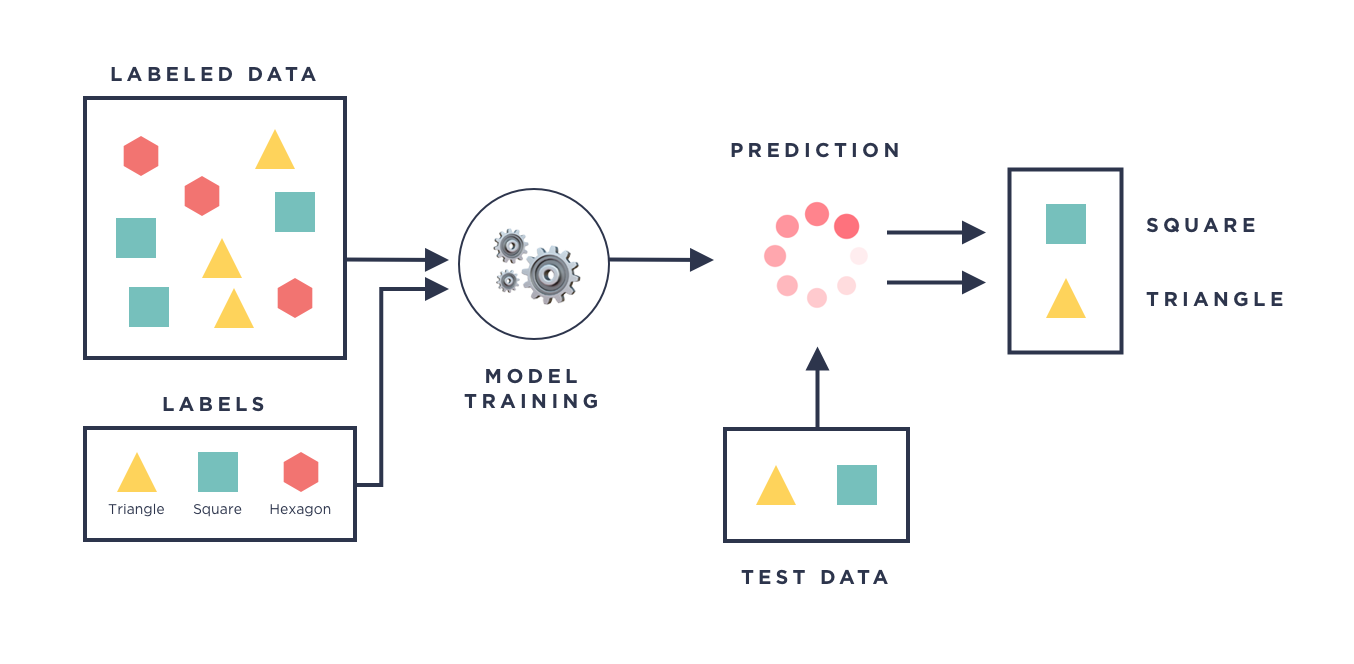 LABELED DATA
PREDICTION
SQUARE
TRIANGLE
MODEL
TRAINING
LABELS
Triangle
Square
Hexagon
TEST DATA